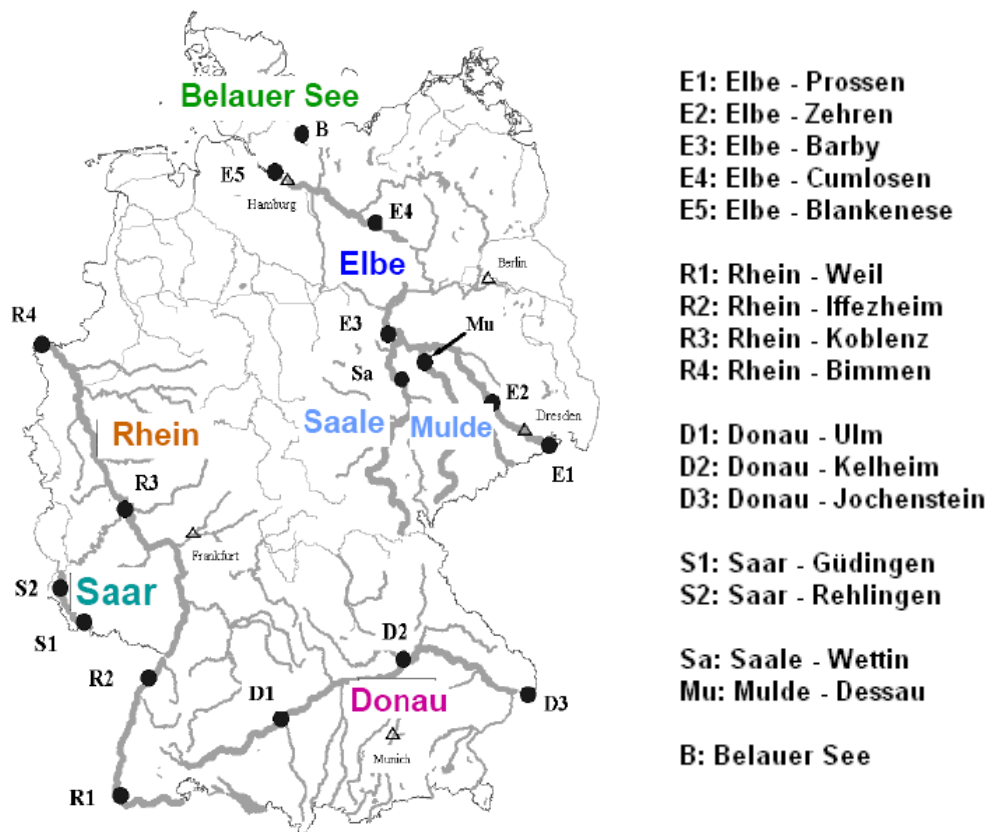 Belauer See
B
E5
Hamburg
E4
Elbe
Berlin
R4
E3
Mu
Sa
E2
Rhein
Saale
Mulde
Dresden
E1
R3
Frankfurt
S2
Saar
S1
D2
R2
D1
Donau
D3
Munich
R1
E1: Elbe - Prossen
E2: Elbe - Zehren
E3: Elbe - Barby
E4: Elbe - Cumlosen
E5: Elbe - Blankenese
R1: Rhein - Weil
R2: Rhein - Iffezheim
R3: Rhein - Koblenz
R4: Rhein - Bimmen
D1: Donau - Ulm
D2: Donau - Kelheim
D3: Donau - Jochenstein
S1: Saar - Güdingen
S2: Saar - Rehlingen
Sa: Saale - Wettin
Mu: Mulde - Dessau
B: Belauer See